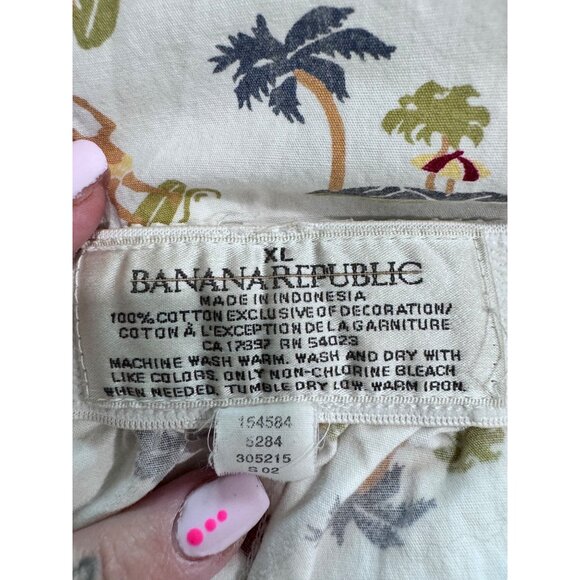 XL
BANANA REPUBLIC
MADE IN INDONESIA
100% COTTON EXCLUSIVE OF DECORATION/
COTON À L'EXCEPTION DE LA GARNITURE
CA 17397 RN 54023
MACHINE WASH WARM. WASH AND DRY WITH
LIKE COLORS. ONLY NON-CHLORINE BLEACH
WHEN NEEDED. TUMBLE DRY LOW. WARM IRON.
154584
5284
305215
S 02